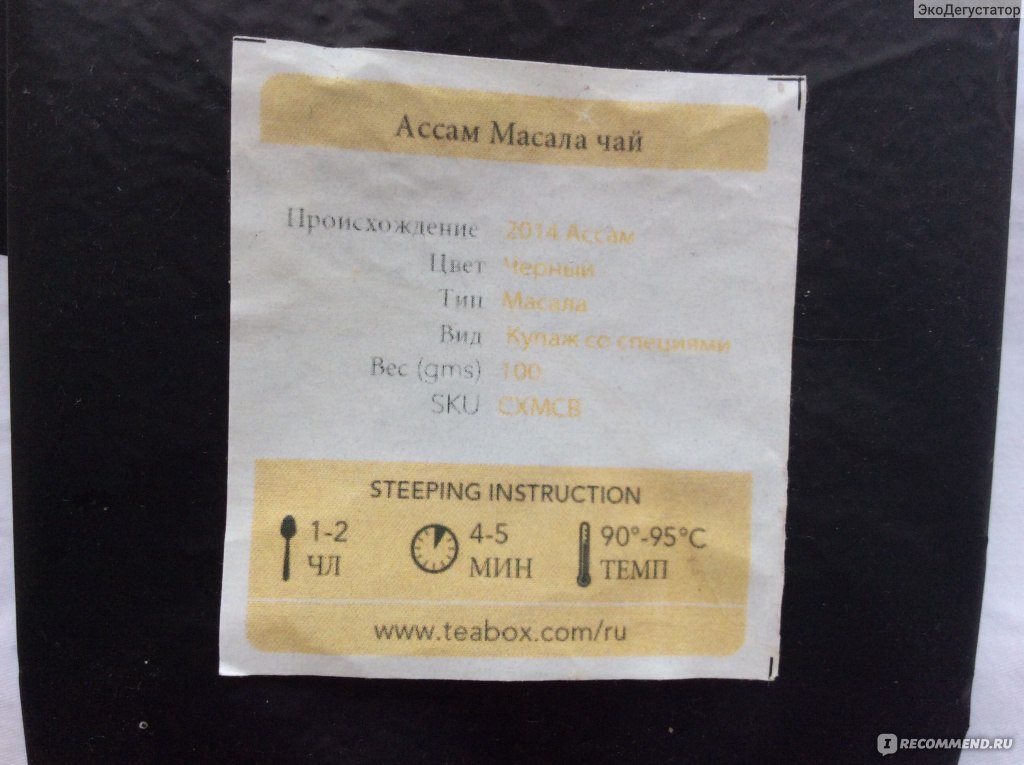 ЭкоДегустатор
Ассам Масала чай
Происхождение 2014 Ассам
Цвет Черный
Тип Масала
Вид Купаж со специями
Вес (gms) 100
SKU CXMCB
STEEPING INSTRUCTION
1-2 ЧЛ 4-5 МИН 90°-95°C ТЕМП
www.teabox.com/ru
I RECOMMEND.RU